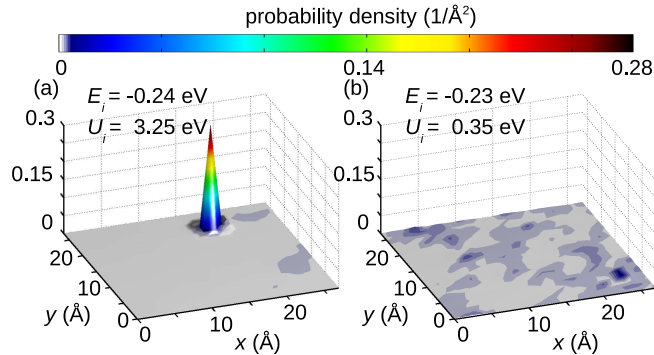 probability density (1/Å²)
0 0.14 0.28
(a) (b)
E_i = -0.24 eV E_i = -0.23 eV
U_i = 3.25 eV U_i = 0.35 eV
0.3 0.3
0.15 0.15
0 0
20 20
10 10
y (Å) 0 y (Å) 0
0 10 20 0 10 20
x (Å) x (Å)